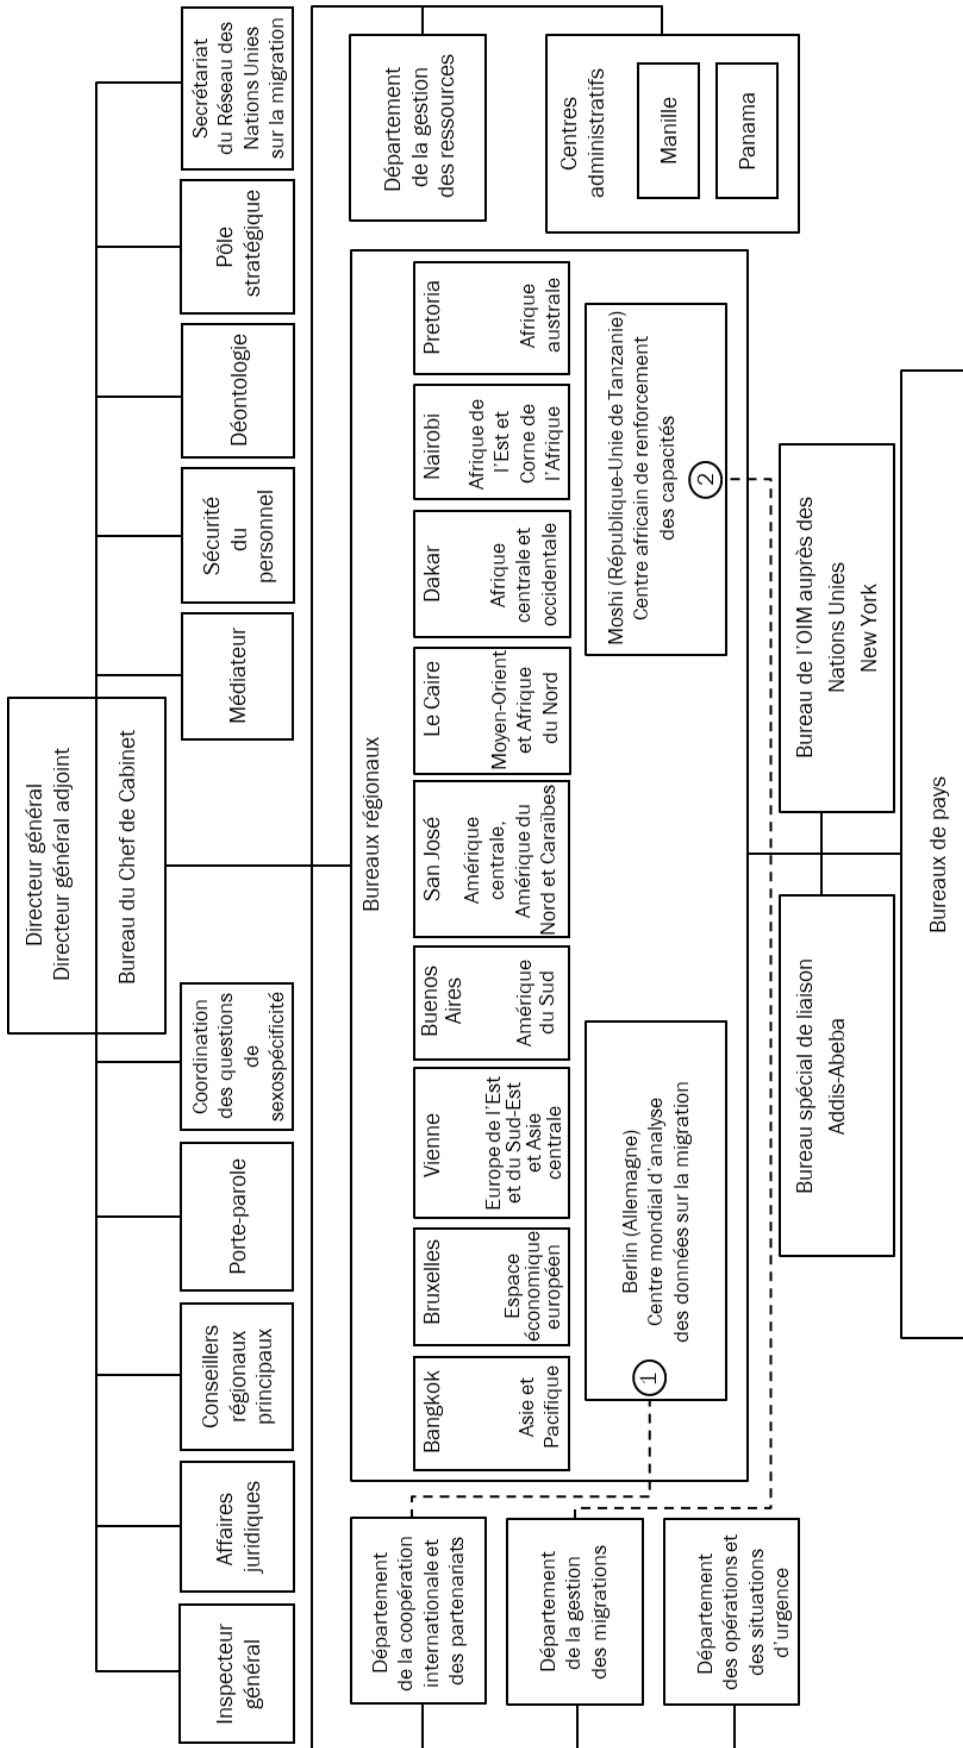 Directeur général
Directeur général adjoint
Bureau du Chef de Cabinet
Inspecteur
général
Affaires
juridiques
Conseillers
régionaux
principaux
Porte-parole
Coordination
des questions
de
sexospécificité
Médiateur
Sécurité
du
personnel
Déontologie
Pôle
stratégique
Secrétariat
du Réseau des
Nations Unies
sur la migration
Département
de la coopération
internationale et
des partenariats
Département
de la gestion
des migrations
Département
des opérations et
des situations
d'urgence
Bureaux régionaux
Bangkok
Asie et
Pacifique
Bruxelles
Espace
économique
européen
Vienne
Europe de l'Est
et du Sud-Est
et Asie
centrale
Buenos
Aires
Amérique
du Sud
San José
Amérique
centrale,
Amérique du
Nord et Caraïbes
Le Caire
Moyen-Orient
et Afrique
du Nord
Dakar
Afrique
centrale et
occidentale
Nairobi
Afrique de
l'Est et
Corne de
l'Afrique
Pretoria
Afrique
australe
Berlin (Allemagne)
Centre mondial d'analyse
des données sur la migration
1
Moshi (République-Unie de Tanzanie)
Centre africain de renforcement
des capacités
2
Département
de la gestion
des ressources
Centres
administratifs
Manille
Panama
Bureau spécial de liaison
Addis-Abeba
Bureau de l'OIM auprès des
Nations Unies
New York
Bureaux de pays